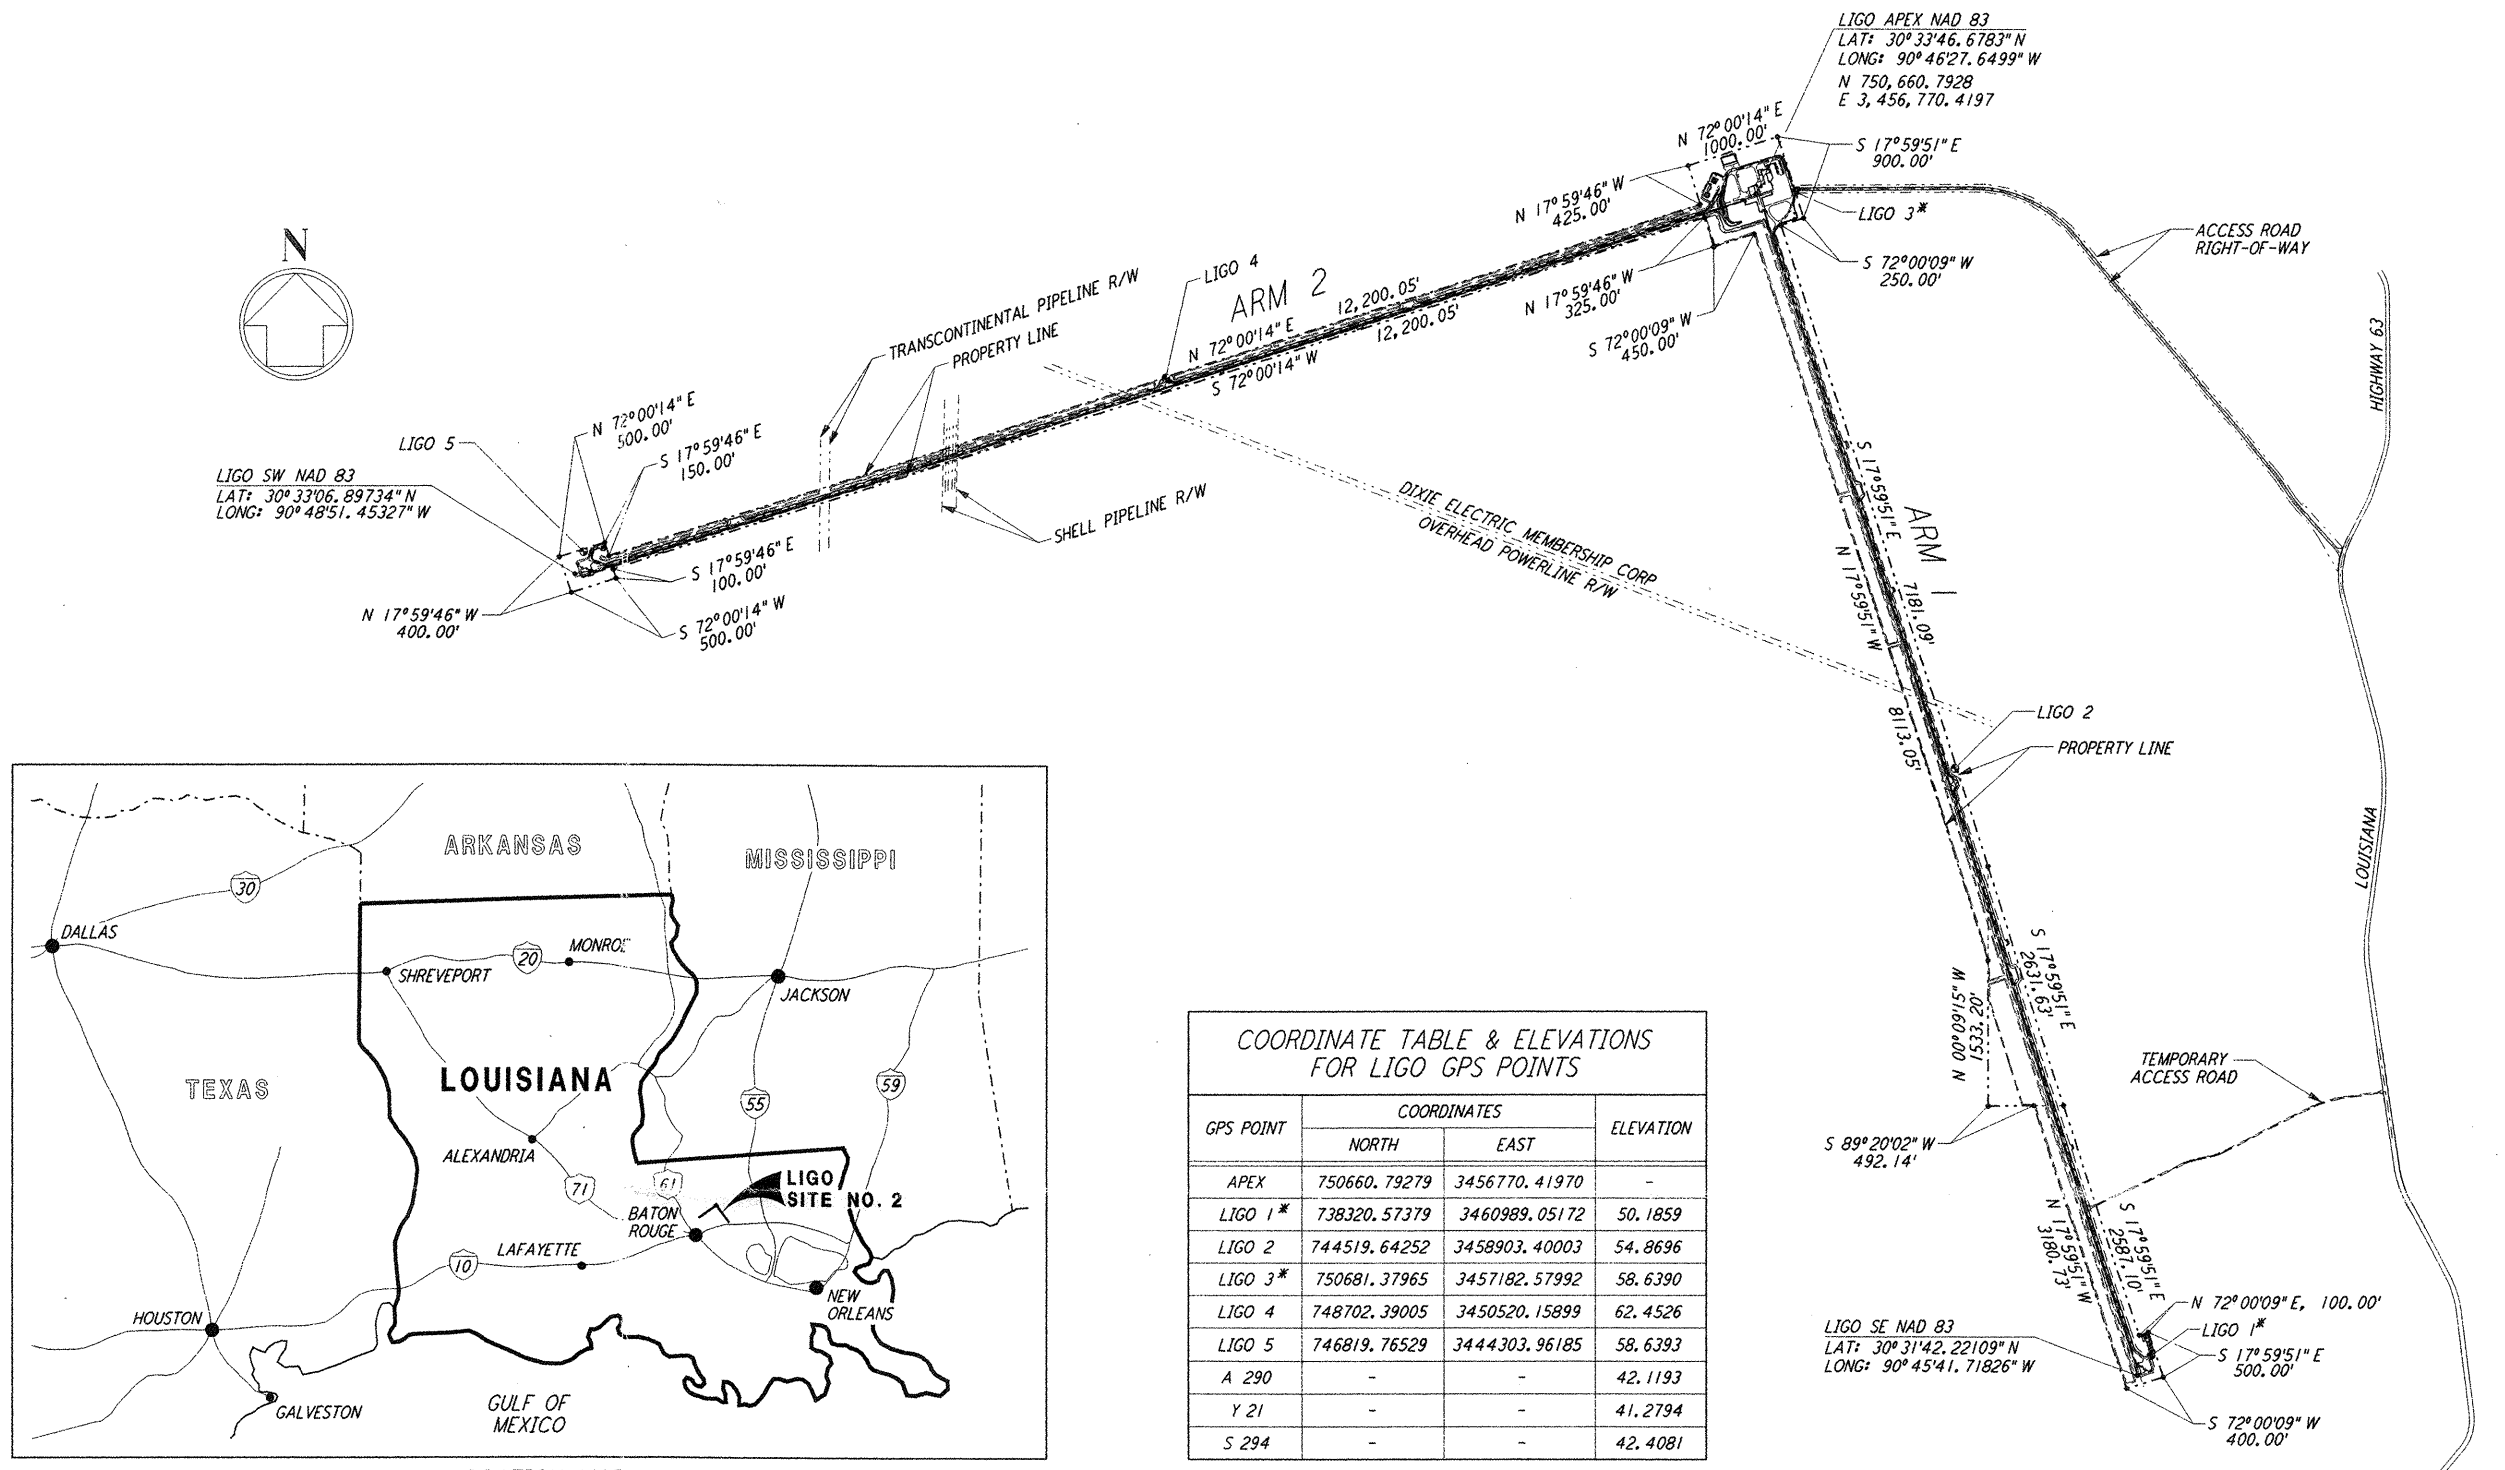 LIGO APEX NAD 83
LAT: 30° 33'46. 6783" N
LONG: 90° 46'27. 6499" W
N 750, 660. 7928
E 3, 456, 770. 4197
N 72° 00'14" E
1000. 00'
S 17° 59'51" E
900. 00'
N 17° 59'46" W
425. 00'
LIGO 3*
ACCESS ROAD
RIGHT-OF-WAY
S 72° 00'09" W
250. 00'
N 17° 59'46" W
325. 00'
S 72° 00'09" W
450. 00'
N
LIGO 4
ARM 2
12, 200. 05'
12, 200. 05'
N 72° 00'14" E
S 72° 00'14" W
TRANSCONTINENTAL PIPELINE R/W
PROPERTY LINE
HIGHWAY 63
N 72° 00'14" E
500. 00'
LIGO 5
S 17° 59'46" E
150. 00'
LIGO SW NAD 83
LAT: 30° 33'06. 89734" N
LONG: 90° 48'51. 45327" W
SHELL PIPELINE R/W
DIXIE ELECTRIC MEMBERSHIP CORP
OVERHEAD POWERLINE R/W
S 17° 59'51" E
7181. 09'
ARM 1
N 17° 59'51" W
8113. 05'
S 17° 59'46" E
100. 00'
N 17° 59'46" W
400. 00'
S 72° 00'14" W
500. 00'
LIGO 2
PROPERTY LINE
LOUISIANA
S 17° 59'51" E
2631. 63'
N 00° 09'15" W
1533. 20'
TEMPORARY
ACCESS ROAD
S 89° 20'02" W
492. 14'
S 17° 59'51" E
2587. 10'
N 17° 59'51" W
3180. 73'
N 72° 00'09" E, 100. 00'
LIGO 1*
LIGO SE NAD 83
LAT: 30° 31'42. 22109" N
LONG: 90° 45'41. 71826" W
S 17° 59'51" E
500. 00'
S 72° 00'09" W
400. 00'
ARKANSAS
MISSISSIPPI
30
DALLAS
MONROE
20
SHREVEPORT
JACKSON
TEXAS
LOUISIANA
55
59
ALEXANDRIA
71
61
LIGO
SITE NO. 2
BATON
ROUGE
LAFAYETTE
10
HOUSTON
NEW
ORLEANS
GALVESTON
GULF OF
MEXICO
COORDINATE TABLE & ELEVATIONS
FOR LIGO GPS POINTS
GPS POINT COORDINATES ELEVATION
NORTH EAST
APEX 750660. 79279 3456770. 41970 -
LIGO 1* 738320. 57379 3460989. 05172 50. 1859
LIGO 2 744519. 64252 3458903. 40003 54. 8696
LIGO 3* 750681. 37965 3457182. 57992 58. 6390
LIGO 4 748702. 39005 3450520. 15899 62. 4526
LIGO 5 746819. 76529 3444303. 96185 58. 6393
A 290 - - 42. 1193
Y 21 - - 41. 2794
S 294 - - 42. 4081